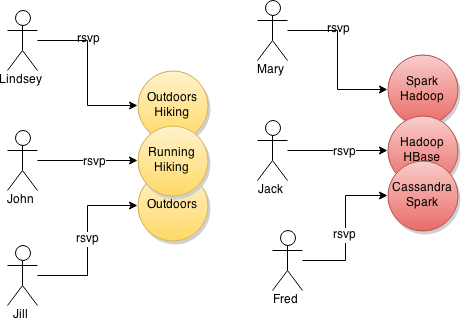 rsvp
Lindsey
Outdoors
Hiking
rsvp
John
Running
Hiking
Outdoors
rsvp
Jill
rsvp
Mary
Spark
Hadoop
rsvp
Jack
Hadoop
HBase
Cassandra
Spark
rsvp
Fred